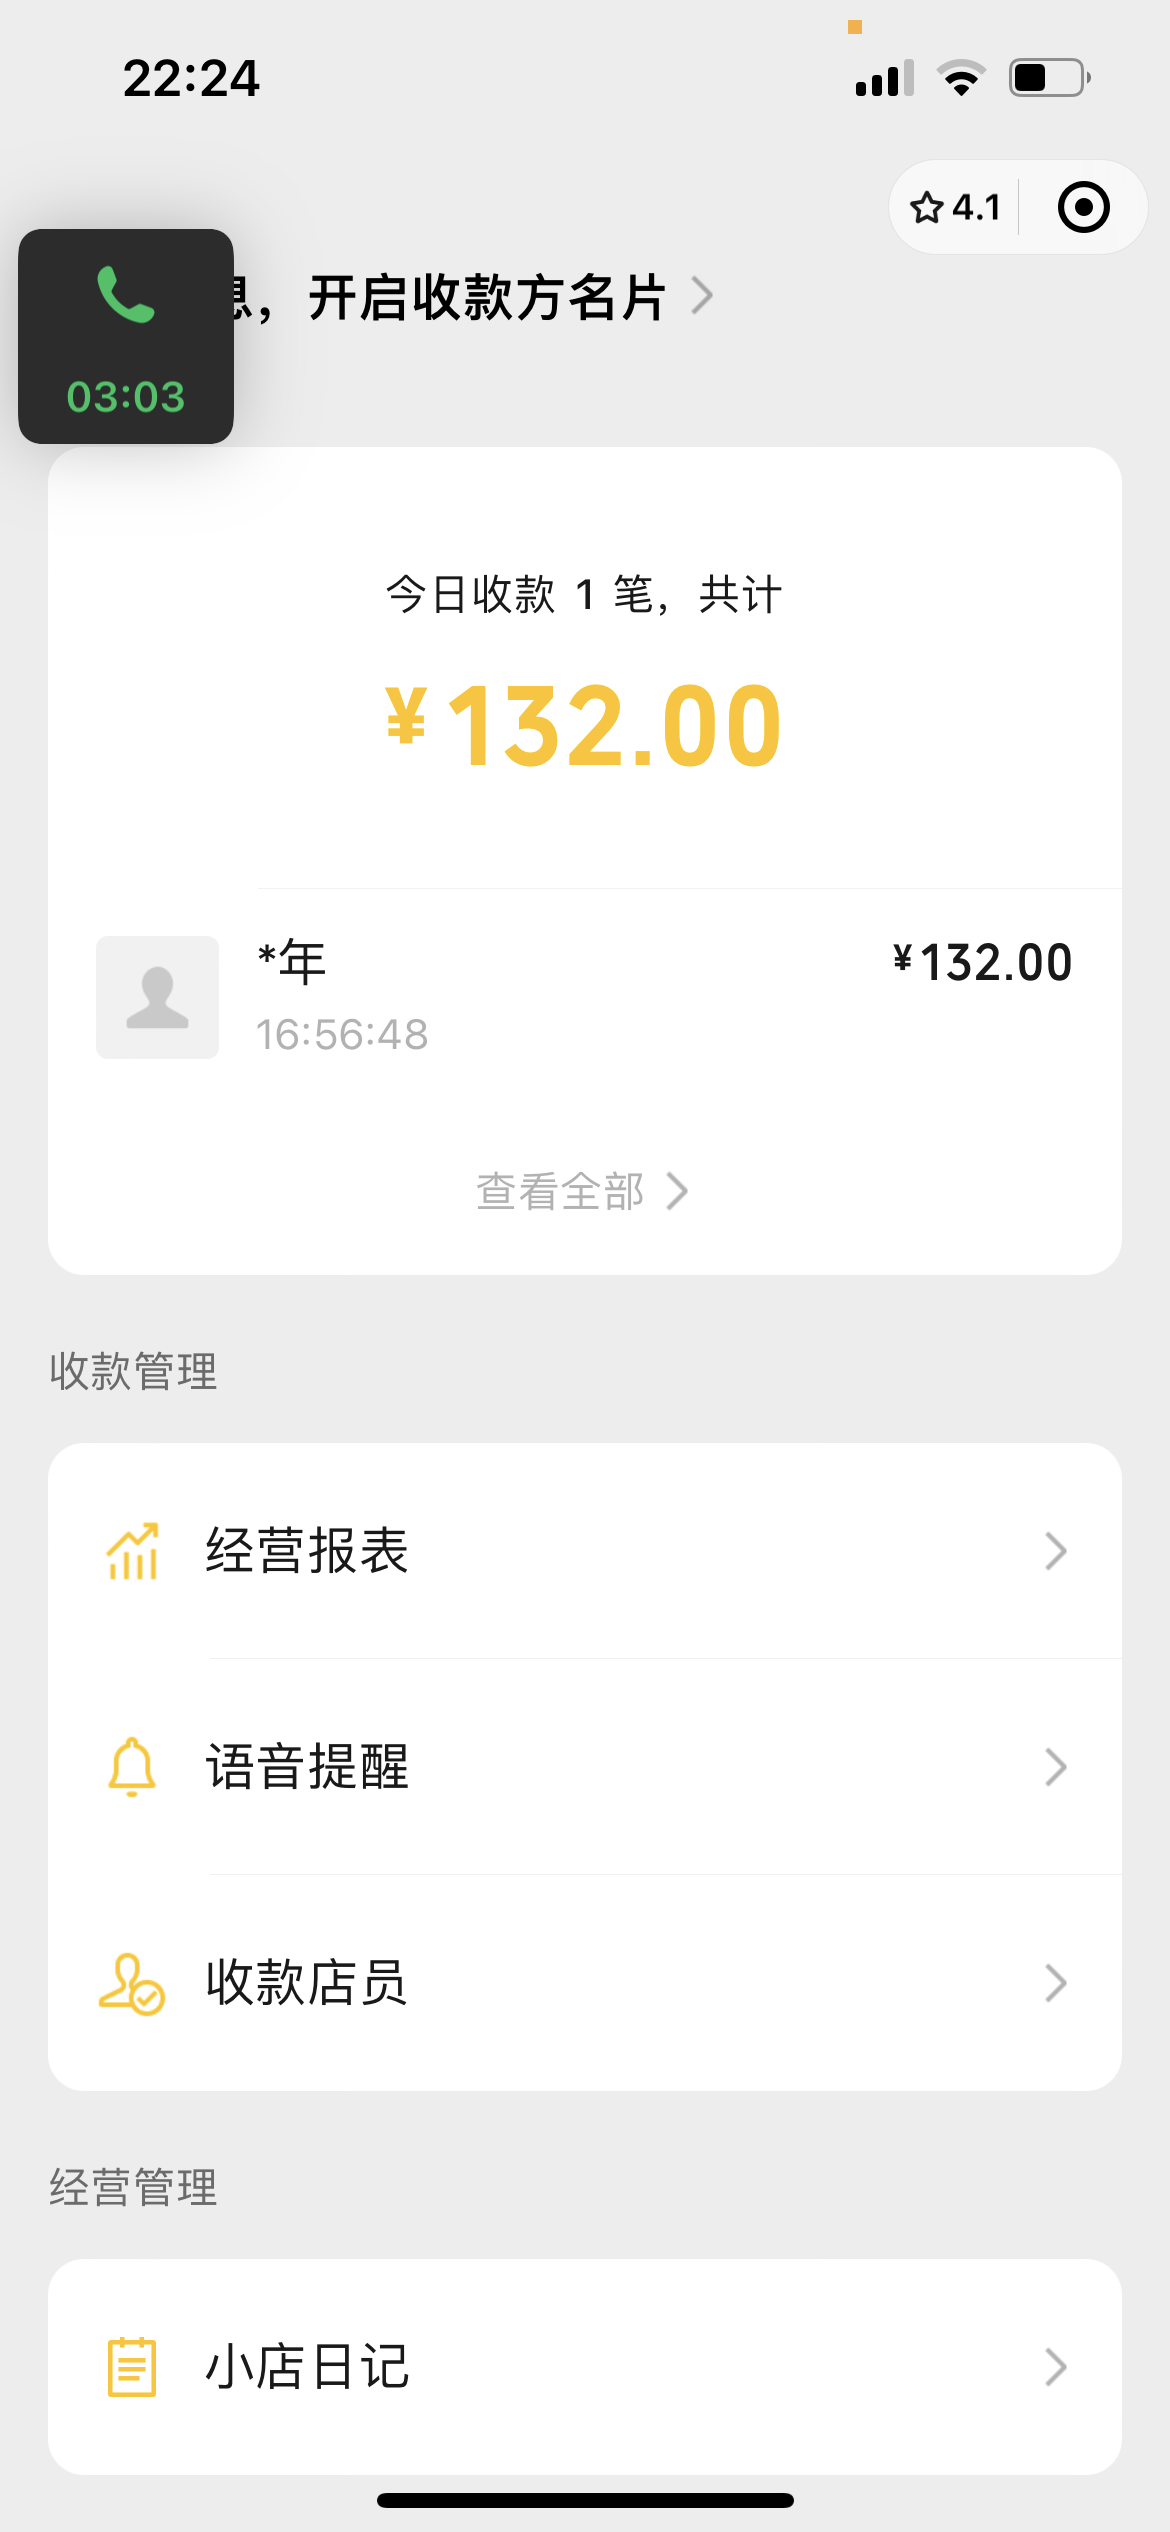 22:24
4.1
息，开启收款方名片
03:03
今日收款 1 笔，共计
¥132.00
*年
¥132.00
16:56:48
查看全部
收款管理
经营报表
语音提醒
收款店员
经营管理
小店日记